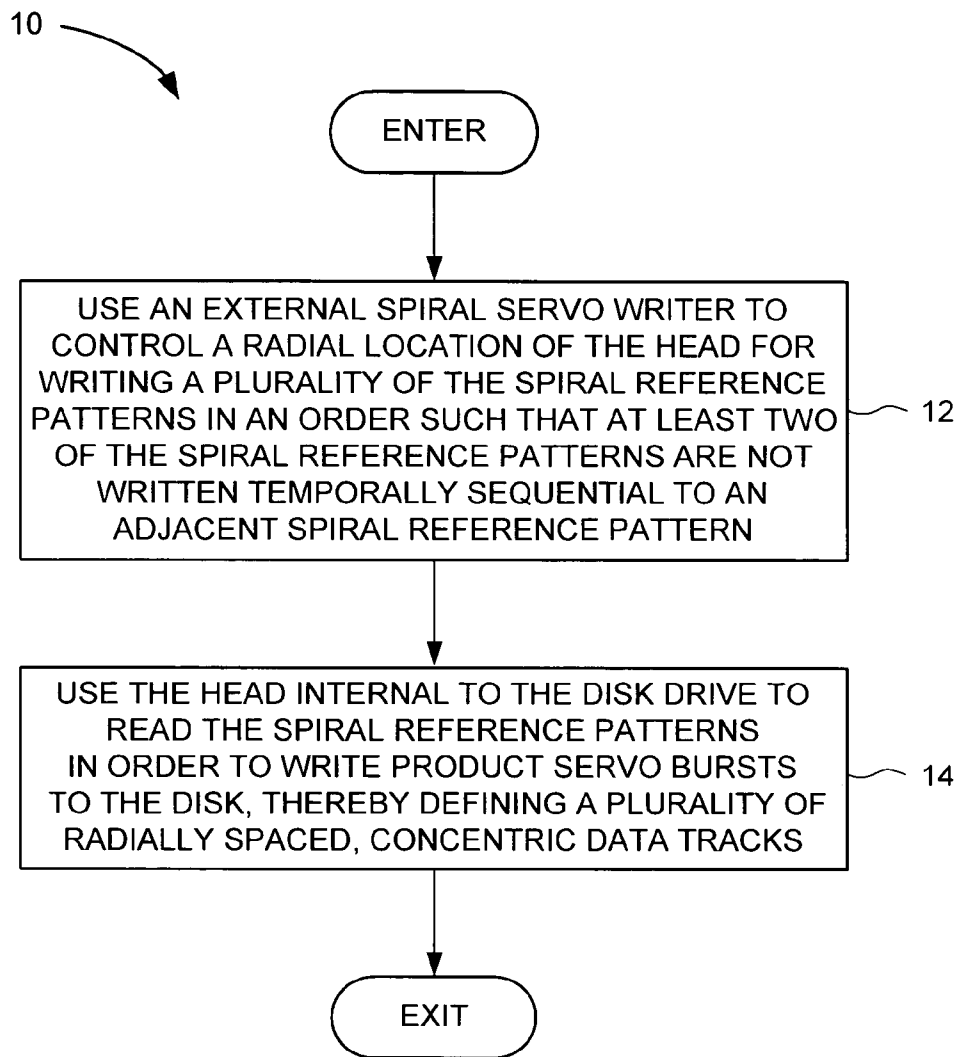 10
ENTER
USE AN EXTERNAL SPIRAL SERVO WRITER TO
CONTROL A RADIAL LOCATION OF THE HEAD FOR
WRITING A PLURALITY OF THE SPIRAL REFERENCE
PATTERNS IN AN ORDER SUCH THAT AT LEAST TWO
OF THE SPIRAL REFERENCE PATTERNS ARE NOT
WRITTEN TEMPORALLY SEQUENTIAL TO AN
ADJACENT SPIRAL REFERENCE PATTERN
12
USE THE HEAD INTERNAL TO THE DISK DRIVE TO
READ THE SPIRAL REFERENCE PATTERNS
IN ORDER TO WRITE PRODUCT SERVO BURSTS
TO THE DISK, THEREBY DEFINING A PLURALITY OF
RADIALLY SPACED, CONCENTRIC DATA TRACKS
14
EXIT